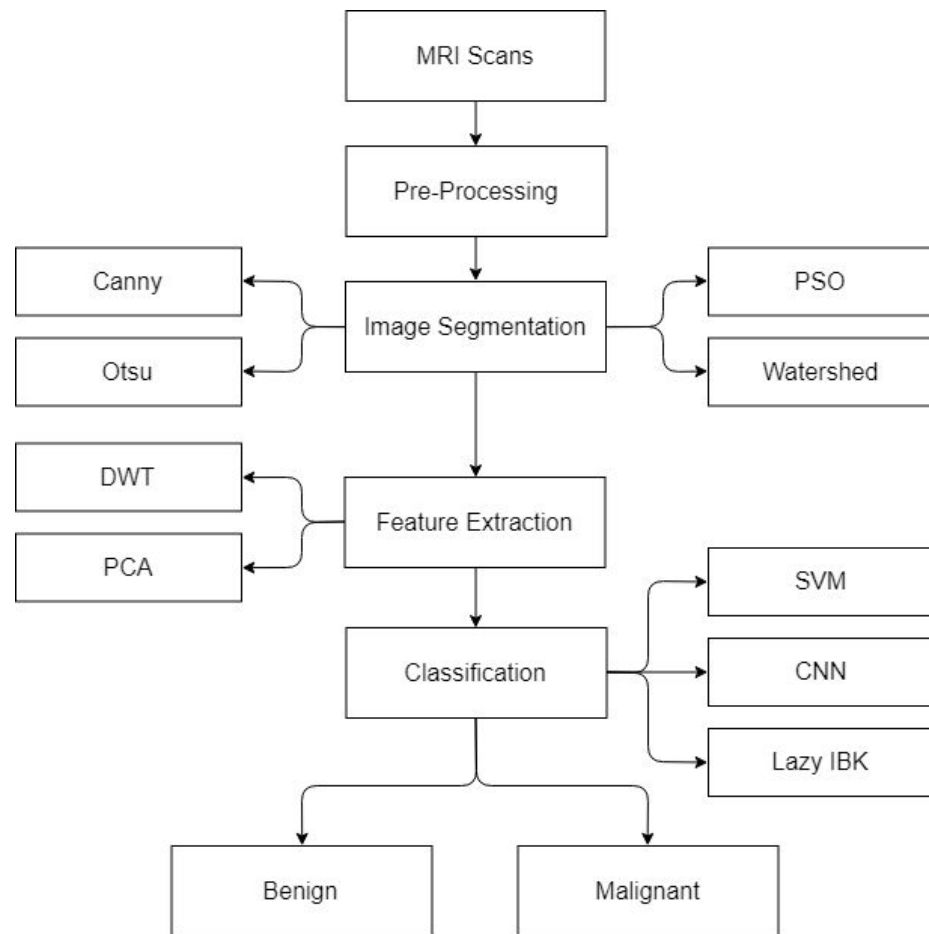 MRI Scans
Pre-Processing
Canny
PSO
Image Segmentation
Otsu
Watershed
DWT
Feature Extraction
PCA
SVM
Classification
CNN
Lazy IBK
Benign
Malignant